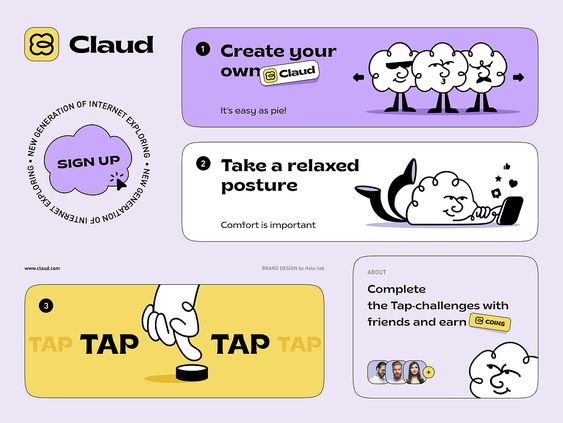 Claud
1
Create your
own Claud
It's easy as pie!
NEW GENERATION OF INTERNET EXPLORING • NEW GENERATION OF INTERNET EXPLORING •
SIGN UP
2
Take a relaxed
posture
Comfort is important
www.claud.com
BRAND DESIGN by Halo-lab
3
TAP TAP TAP TAP
ABOUT
Complete
the Tap-challenges with
friends and earn COINS
+